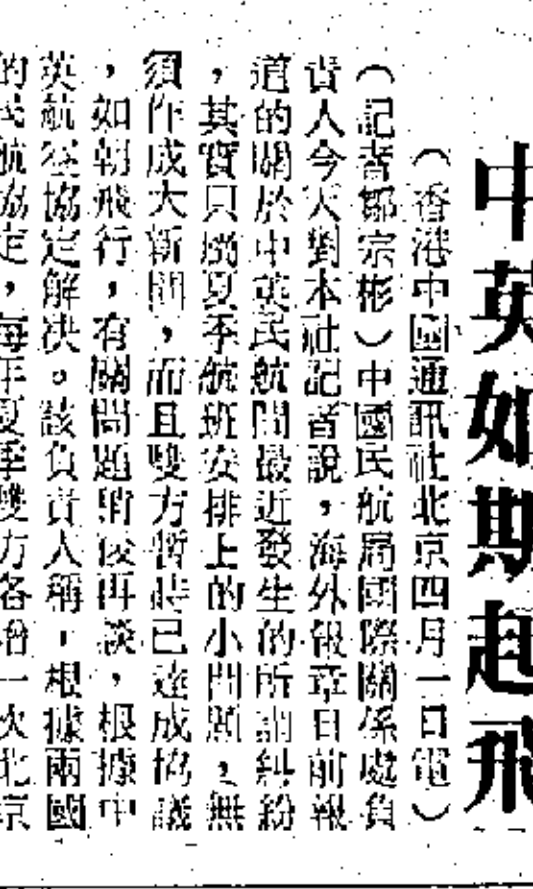 中英如期起飛
（香港中國通訊社北京四月一日電）
（記者鄒宗彬）中國民航局國際關係處負
責人今天對本社記者說，海外報章日前報
道的關於中英民航間最近發生的所謂糾紛
，其實只屬夏季航班安排上的小問題，無
須作成大新聞，而且雙方暫時已達成協議
，如期飛行，有關問題稍後再談，根據中
英航空協定解決。該負責人稱，根據兩國
的民航協定，每年夏季雙方各增一次北京